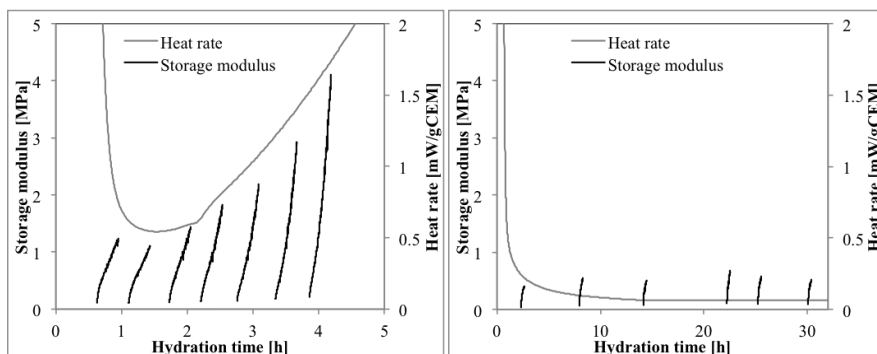 5
4
3
2
1
0
Storage modulus [MPa]
Heat rate
Storage modulus
2
1.5
1
0.5
0
Heat rate [mW/gCEM]
0 1 2 3 4 5
Hydration time [h]
5
4
3
2
1
0
Storage modulus [MPa]
Heat rate
Storage modulus
2
1.5
1
0.5
0
Heat rate [mW/gCEM]
0 10 20 30
Hydration time [h]